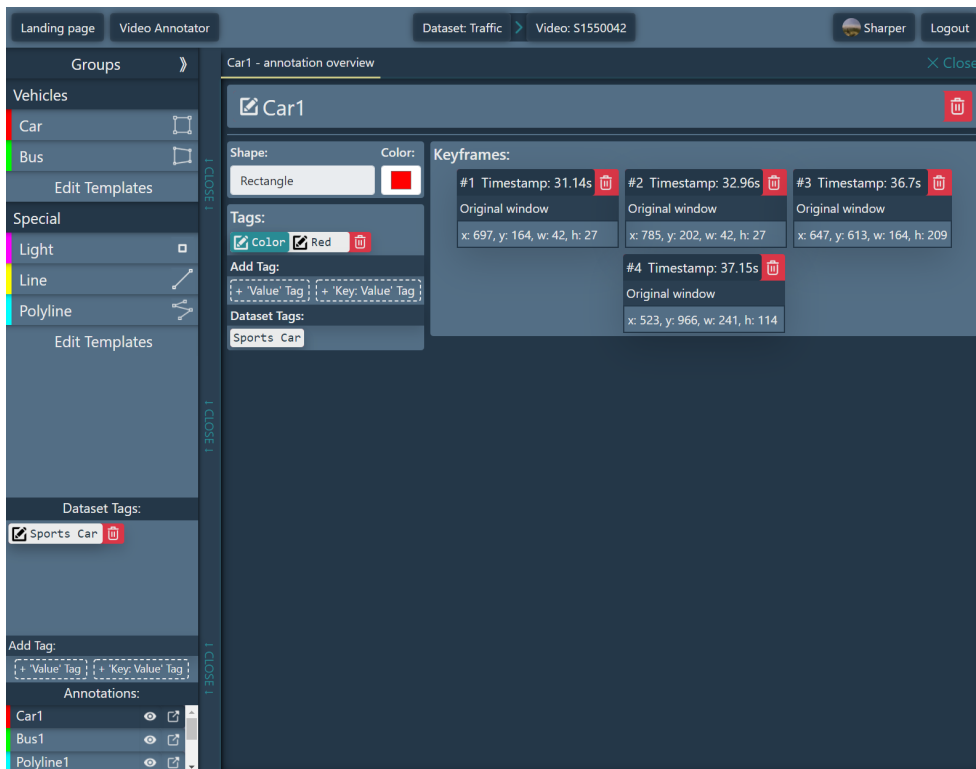 Landing page Video Annotator Dataset: Traffic Video: S1550042 Sharper Logout
Groups
Vehicles
Car
Bus
Edit Templates
Special
Light
Line
Polyline
Edit Templates
Dataset Tags:
Sports Car
Add Tag:
+ 'Value' Tag + 'Key: Value' Tag
Annotations:
Car1
Bus1
Polyline1
CLOSE
CLOSE
CLOSE
Car1 - annotation overview
Close
Car1
Shape: Color:
Rectangle
Tags:
Color Red
Add Tag:
+ 'Value' Tag + 'Key: Value' Tag
Dataset Tags:
Sports Car
Keyframes:
#1 Timestamp: 31.14s
Original window
x: 697, y: 164, w: 42, h: 27
#2 Timestamp: 32.96s
Original window
x: 785, y: 202, w: 42, h: 27
#3 Timestamp: 36.7s
Original window
x: 647, y: 613, w: 164, h: 209
#4 Timestamp: 37.15s
Original window
x: 523, y: 966, w: 241, h: 114